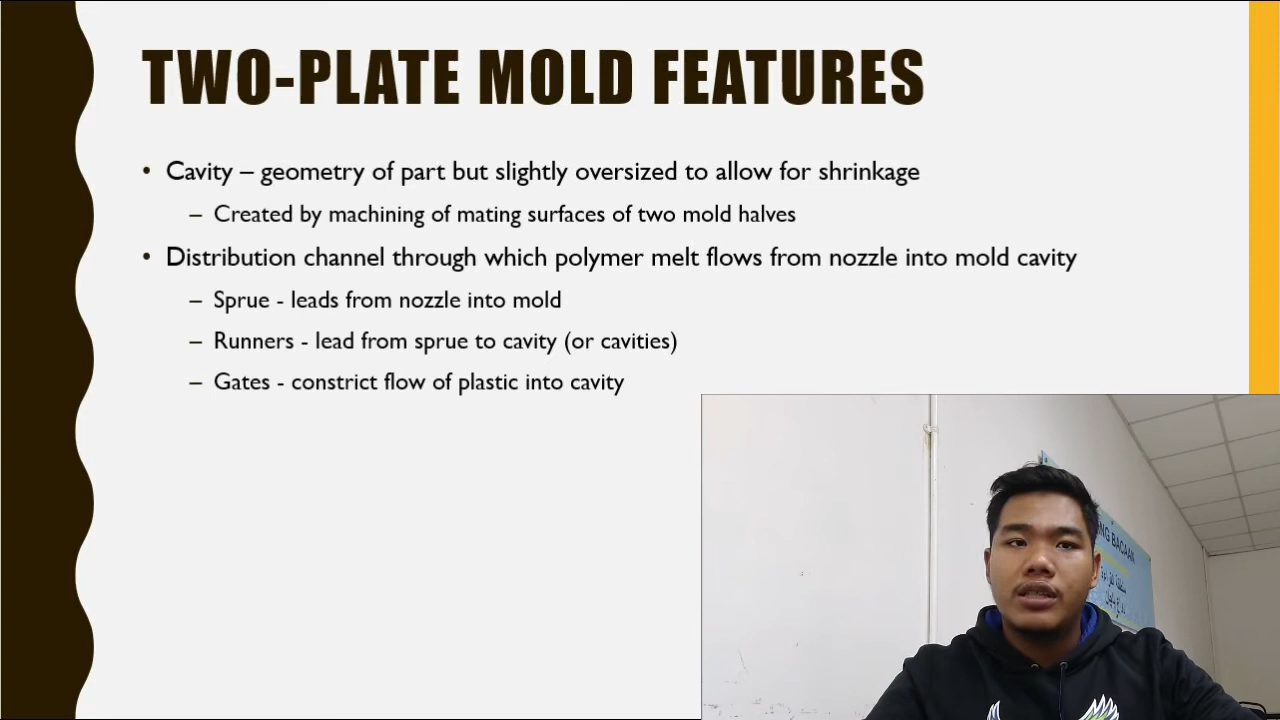 TWO-PLATE MOLD FEATURES
• Cavity – geometry of part but slightly oversized to allow for shrinkage
– Created by machining of mating surfaces of two mold halves
• Distribution channel through which polymer melt flows from nozzle into mold cavity
– Sprue - leads from nozzle into mold
– Runners - lead from sprue to cavity (or cavities)
– Gates - constrict flow of plastic into cavity
BACAAN